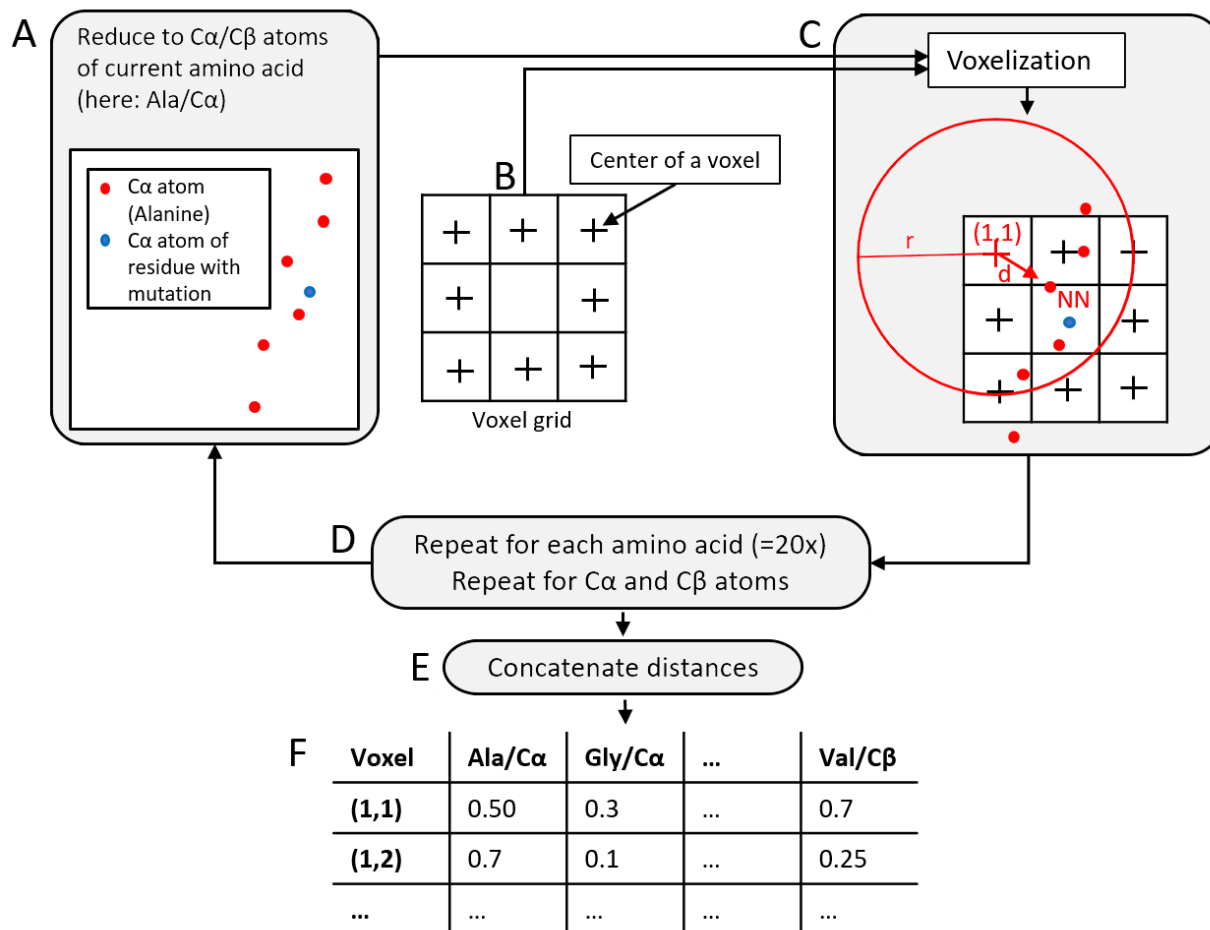 A
Reduce to Cα/Cβ atoms
of current amino acid
(here: Ala/Cα)
Cα atom
(Alanine)
Cα atom of
residue with
mutation
B
Center of a voxel
Voxel grid
C
Voxelization
(1,1)
r
d
NN
D
Repeat for each amino acid (=20x)
Repeat for Cα and Cβ atoms
E
Concatenate distances
F
Voxel Ala/Cα Gly/Cα ... Val/Cβ
(1,1) 0.50 0.3 ... 0.7
(1,2) 0.7 0.1 ... 0.25
... ... ... ... ...